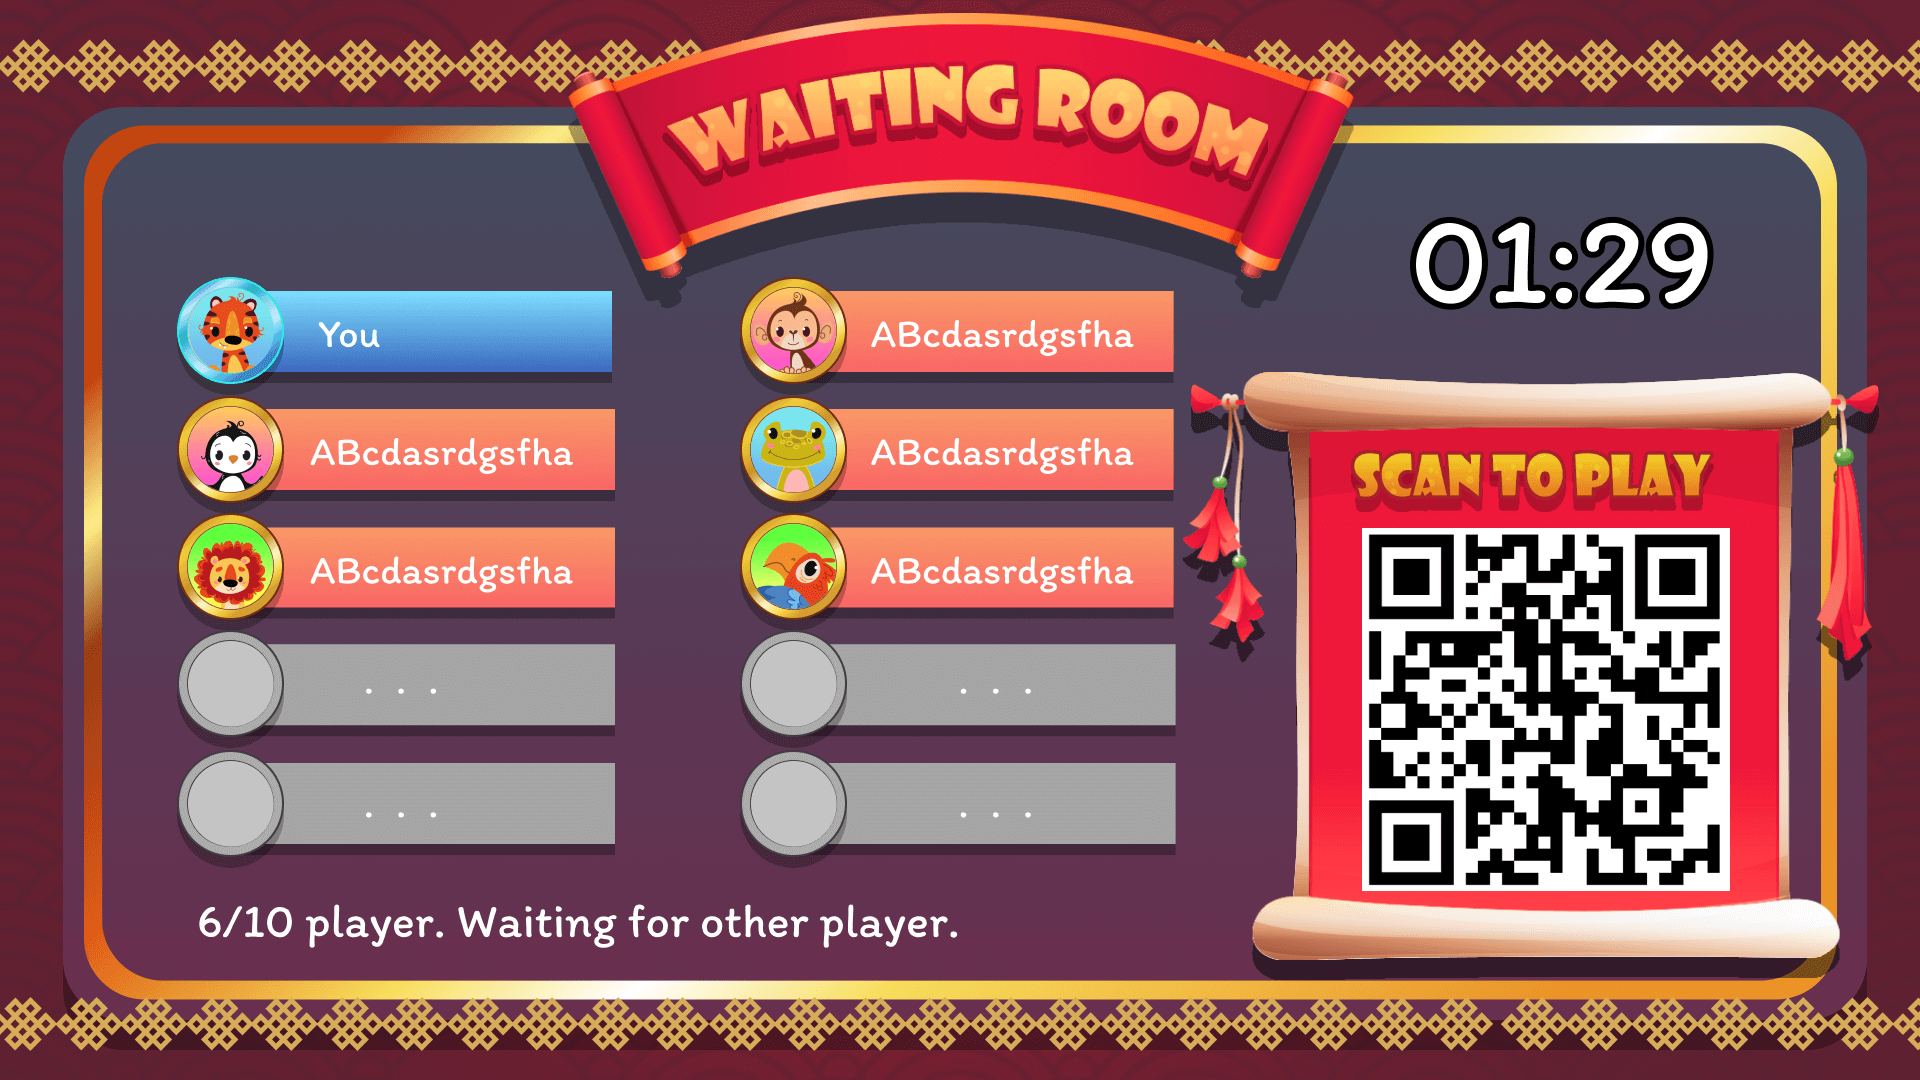 WAITING ROOM
01:29
You
ABcdasrdgsfha
ABcdasrdgsfha
ABcdasrdgsfha
ABcdasrdgsfha
ABcdasrdgsfha
. . .
. . .
. . .
. . .
SCAN TO PLAY
6/10 player. Waiting for other player.